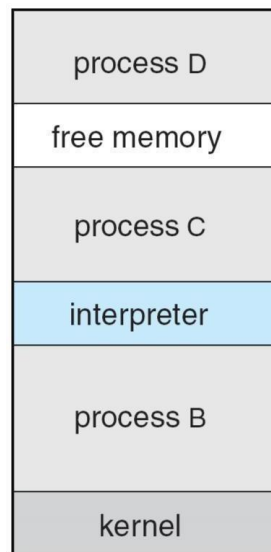 process D
free memory
process C
interpreter
process B
kernel